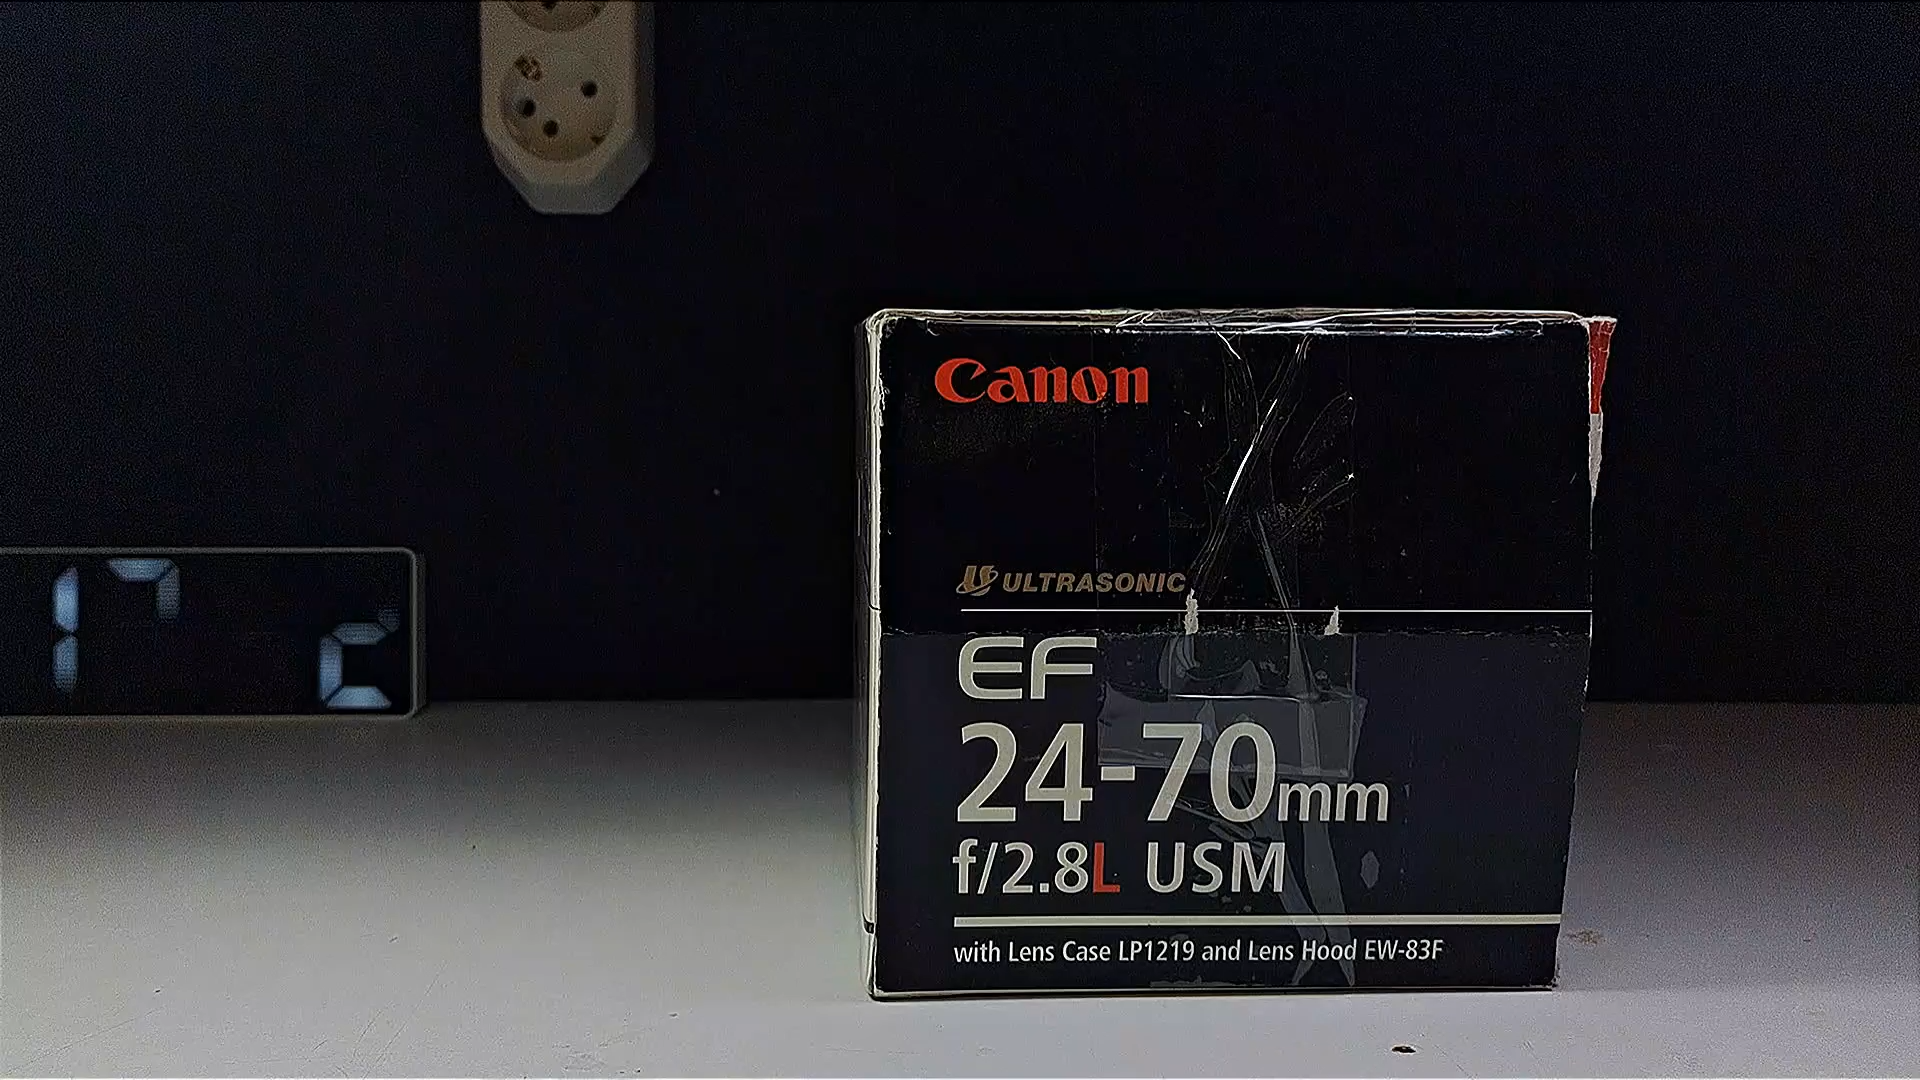 Canon
ULTRASONIC
EF
24-70mm
f/2.8L USM
with Lens Case LP1219 and Lens Hood EW-83F